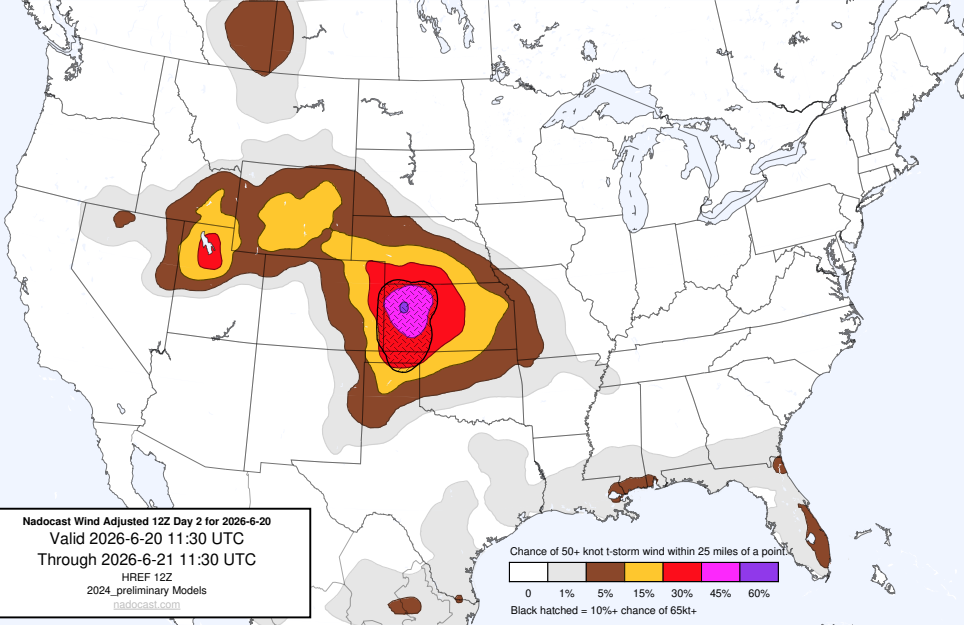 Nadocast Wind Adjusted 12Z Day 2 for 2026-6-20
Valid 2026-6-20 11:30 UTC
Through 2026-6-21 11:30 UTC
HREF 12Z
2024_preliminary Models
nadocast.com
Chance of 50+ knot t-storm wind within 25 miles of a point.
0 1% 5% 15% 30% 45% 60%
Black hatched = 10%+ chance of 65kt+